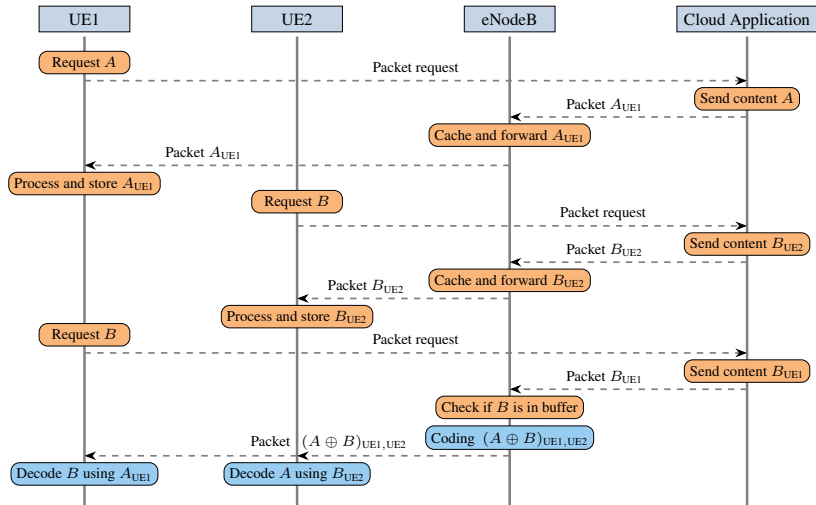 UE1 UE2 eNodeB Cloud Application
Request A
Packet request
Send content A
Packet A_UE1
Cache and forward A_UE1
Packet A_UE1
Process and store A_UE1
Request B
Packet request
Send content B_UE2
Packet B_UE2
Cache and forward B_UE2
Packet B_UE2
Process and store B_UE2
Request B
Packet request
Send content B_UE1
Packet B_UE1
Check if B is in buffer
Coding (A ⊕ B)_UE1,UE2
Packet (A ⊕ B)_UE1,UE2
Decode B using A_UE1 Decode A using B_UE2